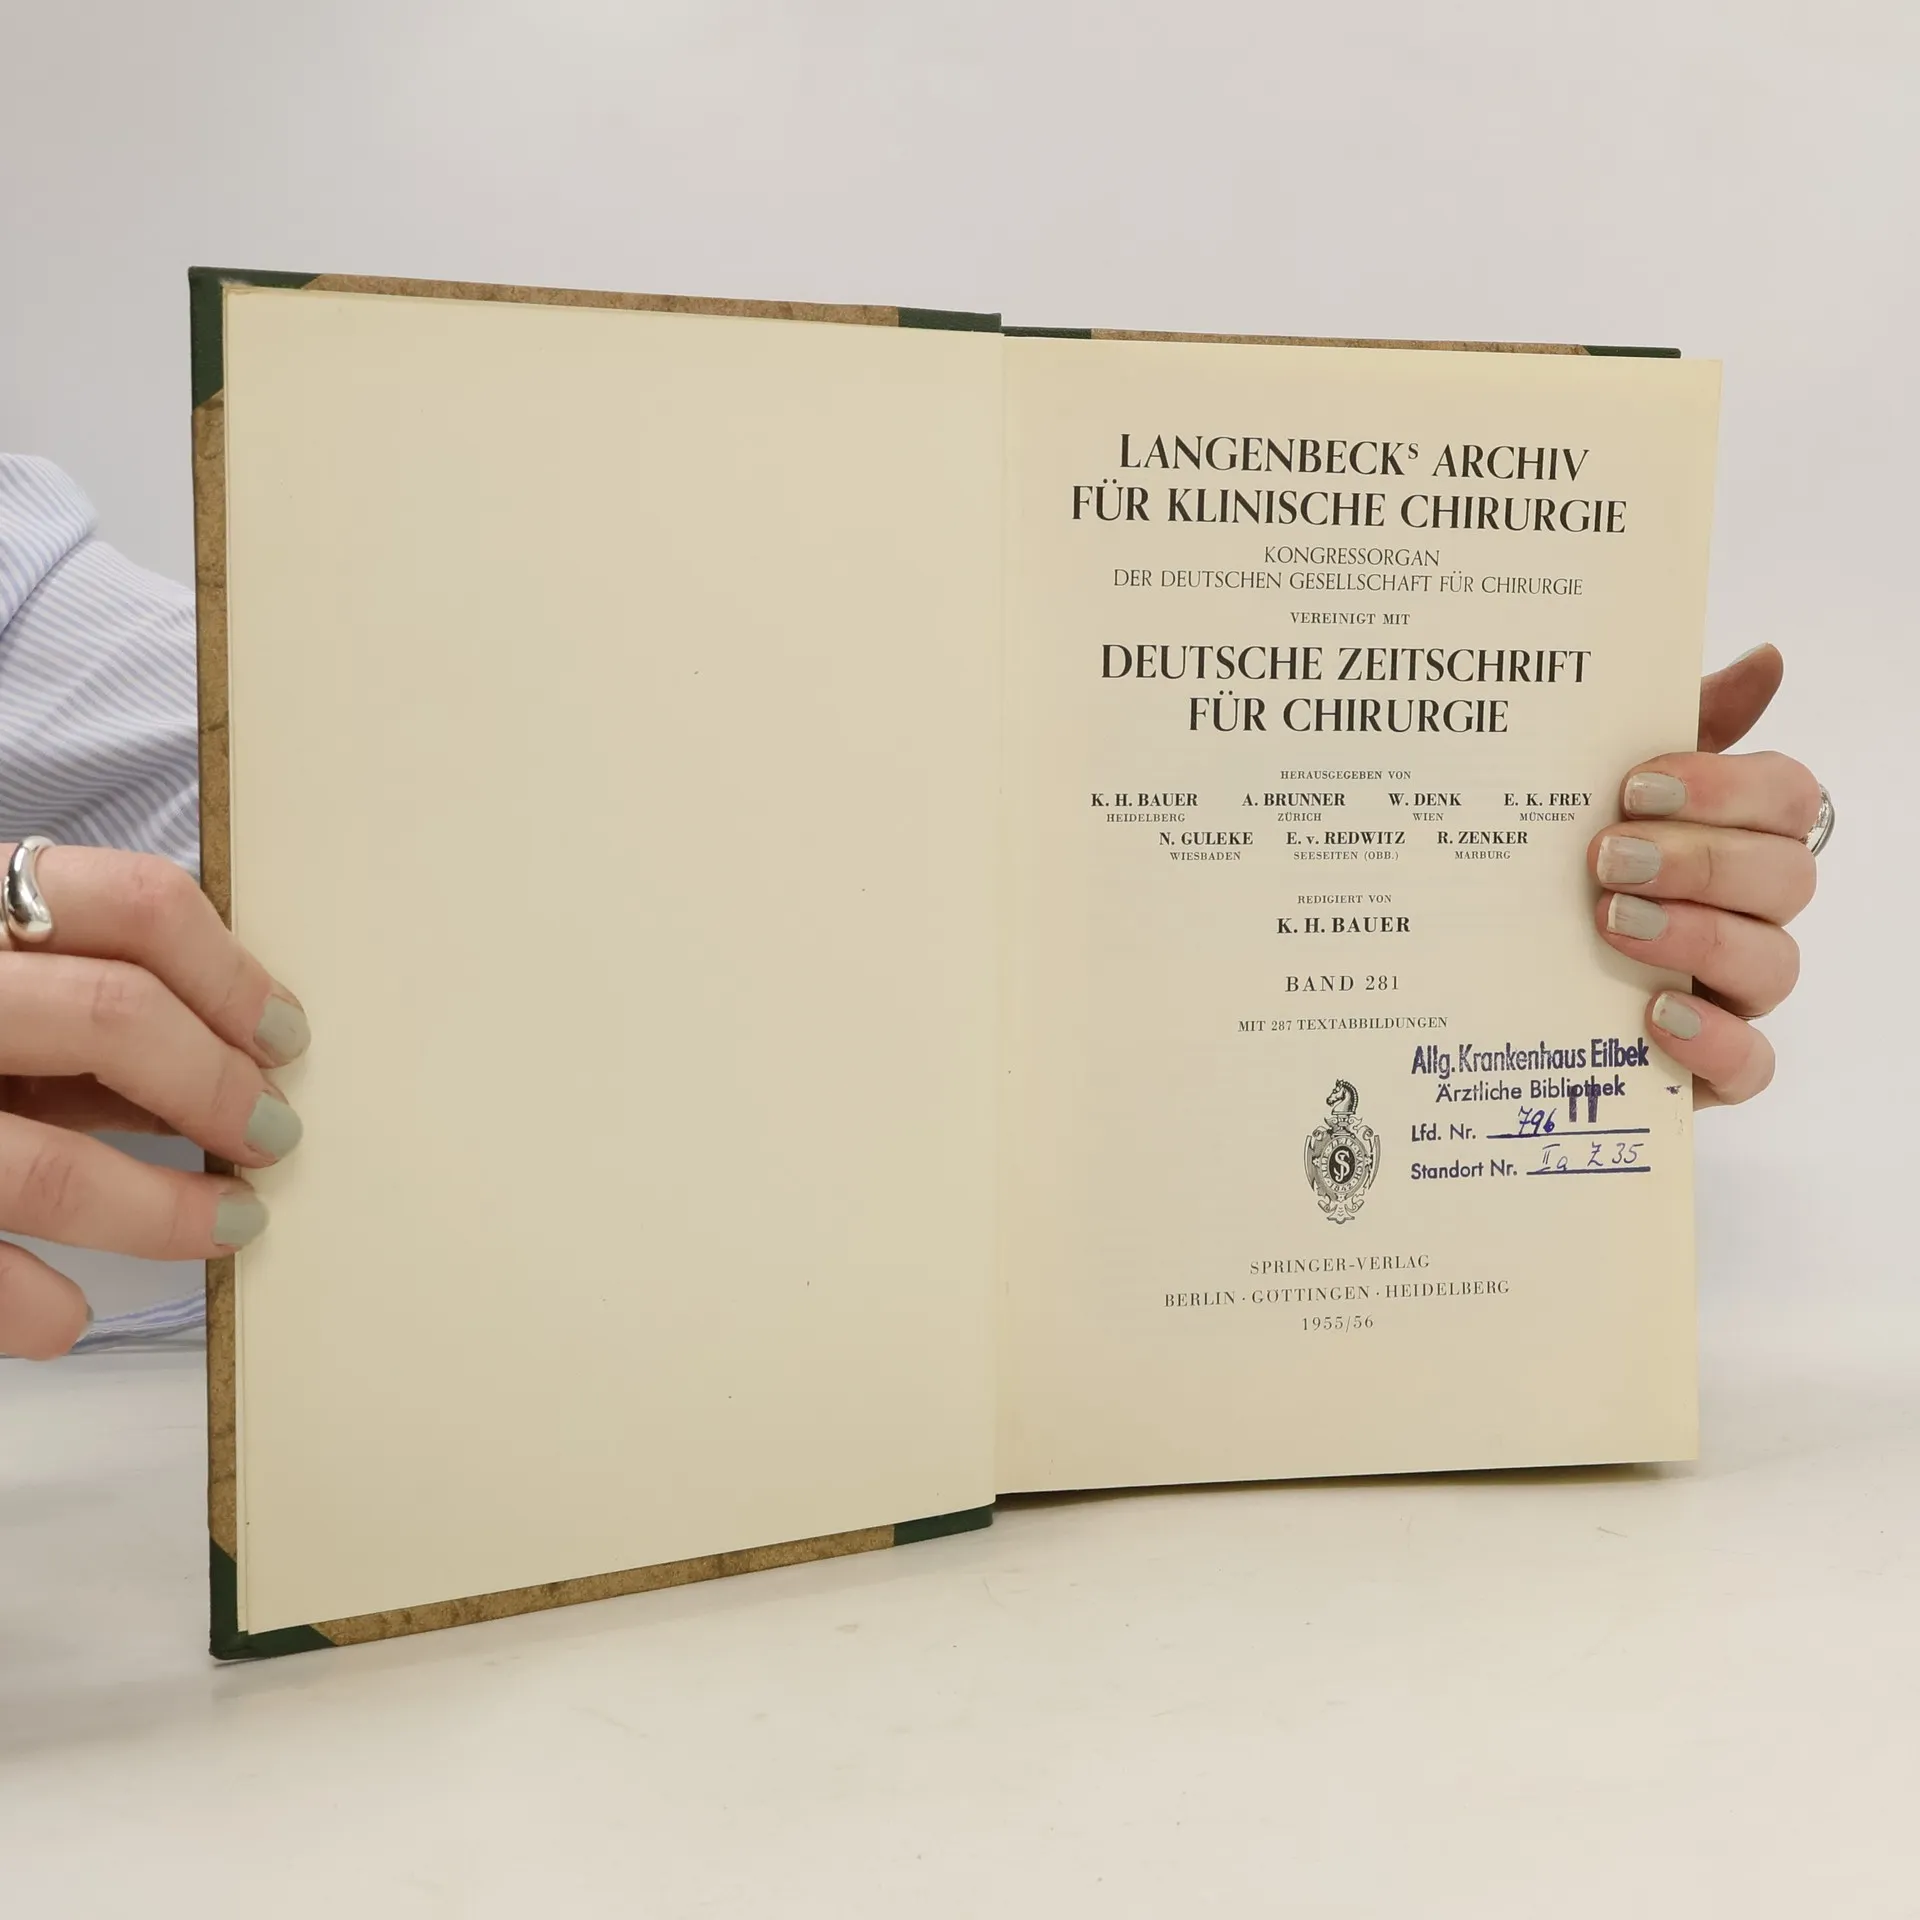 LANGENBECKˢ ARCHIV
FÜR KLINISCHE CHIRURGIE
KONGRESSORGAN
DER DEUTSCHEN GESELLSCHAFT FÜR CHIRURGIE
VEREINIGT MIT
DEUTSCHE ZEITSCHRIFT
FÜR CHIRURGIE
HERAUSGEGEBEN VON
K. H. BAUER A. BRUNNER W. DENK E. K. FREY
HEIDELBERG ZÜRICH WIEN MÜNCHEN
N. GULEKE E. v. REDWITZ R. ZENKER
WIESBADEN SEESEITEN (OBB.) MARBURG
REDIGIERT VON
K. H. BAUER
BAND 281
MIT 287 TEXTABBILDUNGEN
Allg. Krankenhaus Eilbek
Ärztliche Bibliothek
Lfd. Nr. 796 II
Standort Nr. II a Z 35
1842
SPRINGER-VERLAG
BERLIN · GÖTTINGEN · HEIDELBERG
1955/56